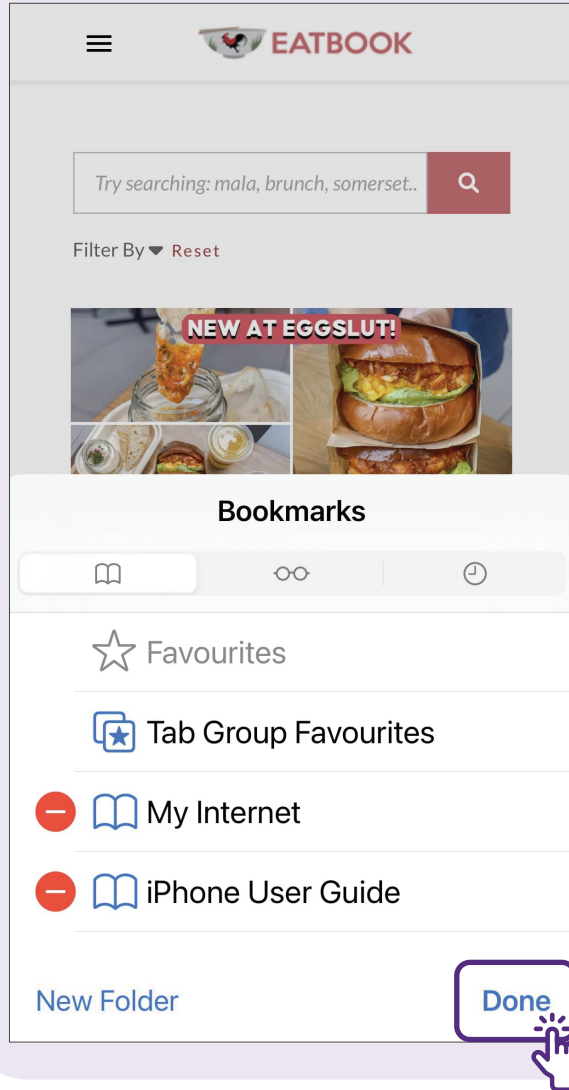 EATBOOK
Try searching: mala, brunch, somerset..
Filter By Reset
NEW AT EGGSLUT!
Bookmarks
Favourites
Tab Group Favourites
My Internet
iPhone User Guide
New Folder
Done